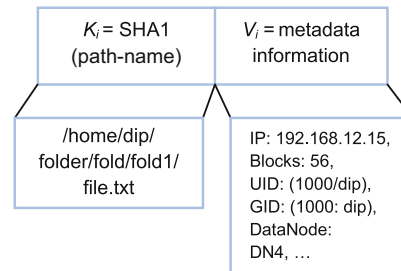 Ki = SHA1
(path-name)
Vi = metadata
information
/home/dip/
folder/fold/fold1/
file.txt
IP: 192.168.12.15,
Blocks: 56,
UID: (1000/dip),
GID: (1000: dip),
DataNode:
DN4, ...